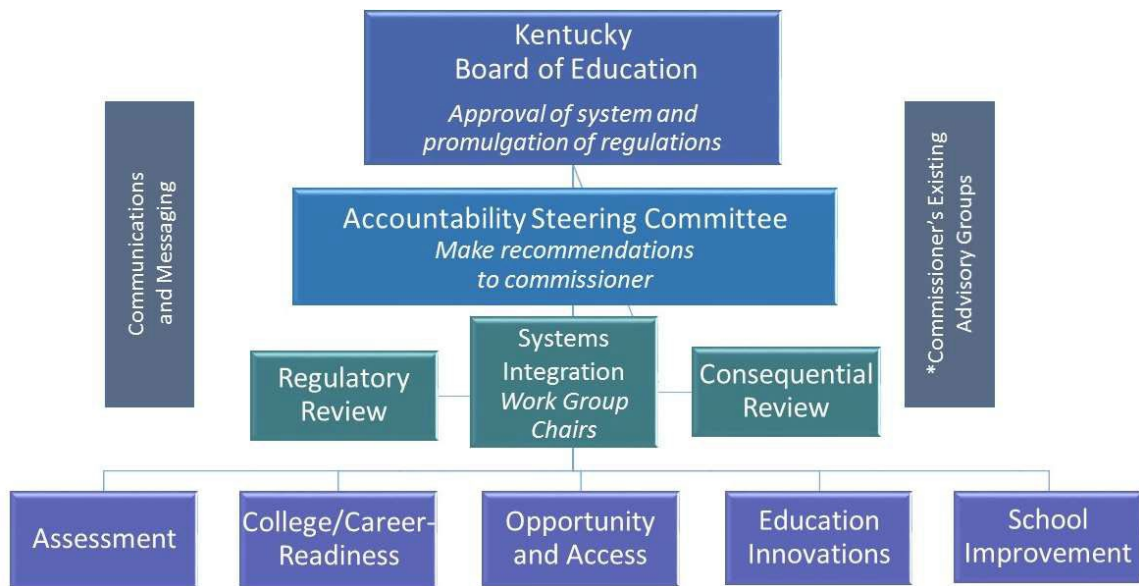 Kentucky
Board of Education
Approval of system and
promulgation of regulations
Communications
and Messaging
*Commissioner's Existing
Advisory Groups
Accountability Steering Committee
Make recommendations
to commissioner
Systems
Integration
Work Group
Chairs
Regulatory
Review
Consequential
Review
Assessment
College/Career-
Readiness
Opportunity
and Access
Education
Innovations
School
Improvement